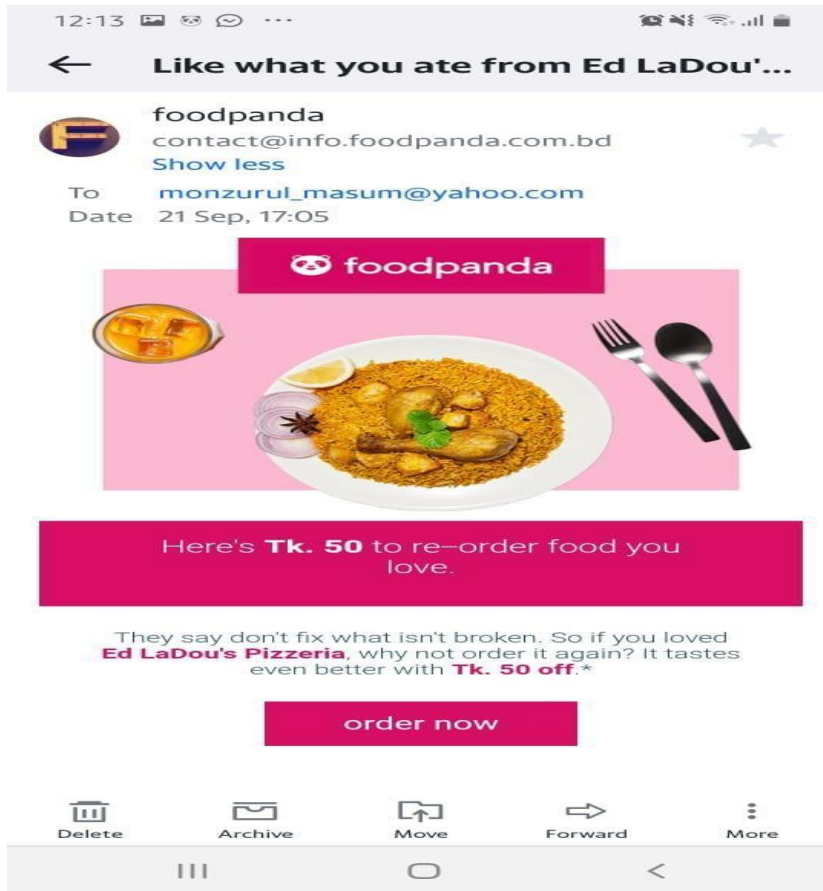 12:13
Like what you ate from Ed LaDou'...
F
foodpanda
contact@info.foodpanda.com.bd
Show less
To monzurul_masum@yahoo.com
Date 21 Sep, 17:05
foodpanda
Here's Tk. 50 to re-order food you
love.
They say don't fix what isn't broken. So if you loved
Ed LaDou's Pizzeria, why not order it again? It tastes
even better with Tk. 50 off.*
order now
Delete Archive Move Forward More